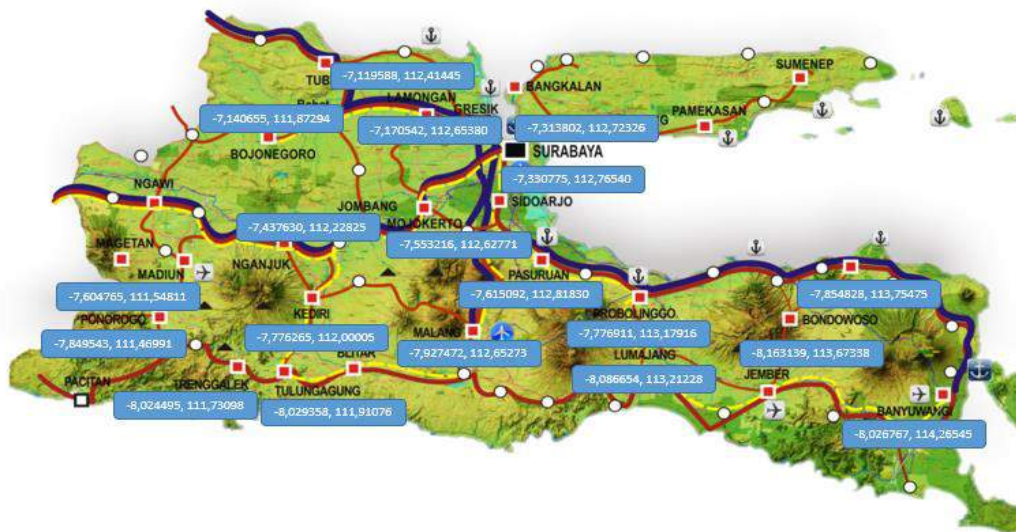 SUMENEP
TUB
-7,119588, 112,41445
BANGKALAN
LAMONGAN
GRESIK
PAMEKASAN
-7,140655, 111,87294
-7,170542, 112,65380
-7,313802, 112,72326
BOJONEGORO
SURABAYA
-7,330775, 112,76540
NGAWI
JOMBANG
SIDOARJO
MOJOKERTO
-7,437630, 112,22825
-7,553216, 112,62771
MAGETAN
MADIUN
NGANJUK
PASURUAN
-7,604765, 111,54811
-7,615092, 112,81830
-7,854828, 113,75475
PONOROGO
KEDIRI
PROBOLINGGO
BONDOWOSO
-7,849543, 111,46991
-7,776265, 112,00005
MALANG
-7,776911, 113,17916
-7,927472, 112,65273
LUMAJANG
-8,163139, 113,67338
BLITAR
PACITAN
TRENGGALEK
TULUNGAGUNG
-8,086654, 113,21228
JEMBER
-8,024495, 111,73098
-8,029358, 111,91076
BANYUWANG
-8,026767, 114,26545